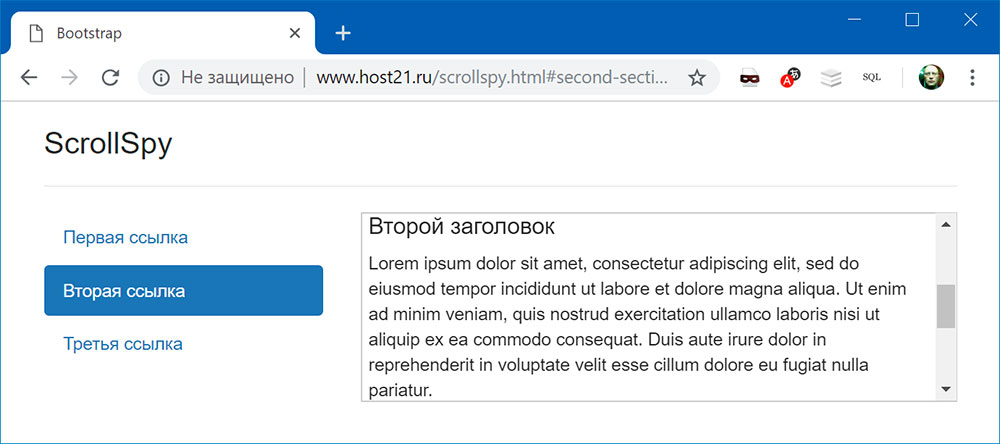 Bootstrap
Не защищено | www.host21.ru/scrollspy.html#second-secti...
SQL
ScrollSpy
Первая ссылка
Вторая ссылка
Третья ссылка
Второй заголовок
Lorem ipsum dolor sit amet, consectetur adipiscing elit, sed do
eiusmod tempor incididunt ut labore et dolore magna aliqua. Ut enim
ad minim veniam, quis nostrud exercitation ullamco laboris nisi ut
aliquip ex ea commodo consequat. Duis aute irure dolor in
reprehenderit in voluptate velit esse cillum dolore eu fugiat nulla
pariatur.